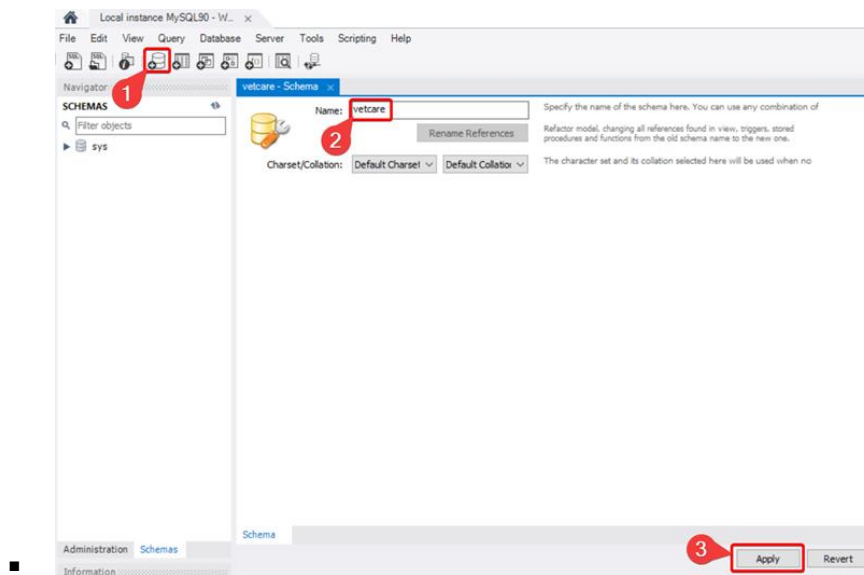 Local instance MySQL90 - W... ×
File Edit View Query Database Server Tools Scripting Help
1
Navigator
SCHEMAS
Filter objects
sys
vetcare - Schema ×
Name: vetcare
2
Rename References
Charset/Collation: Default Charset Default Collation
Specify the name of the schema here. You can use any combination of
Refactor model, changing all references found in view, triggers, stored
procedures and functions from the old schema name to the new one.
The character set and its collation selected here will be used when no
Schema
Administration Schemas
3
Apply Revert
Information